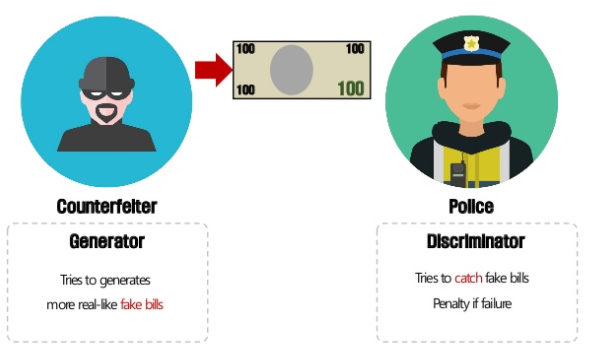 100 100
100 100
Counterfeiter Police
Generator
Tries to generates
more real-like fake bills
Discriminator
Tries to catch fake bills
Penalty if failure